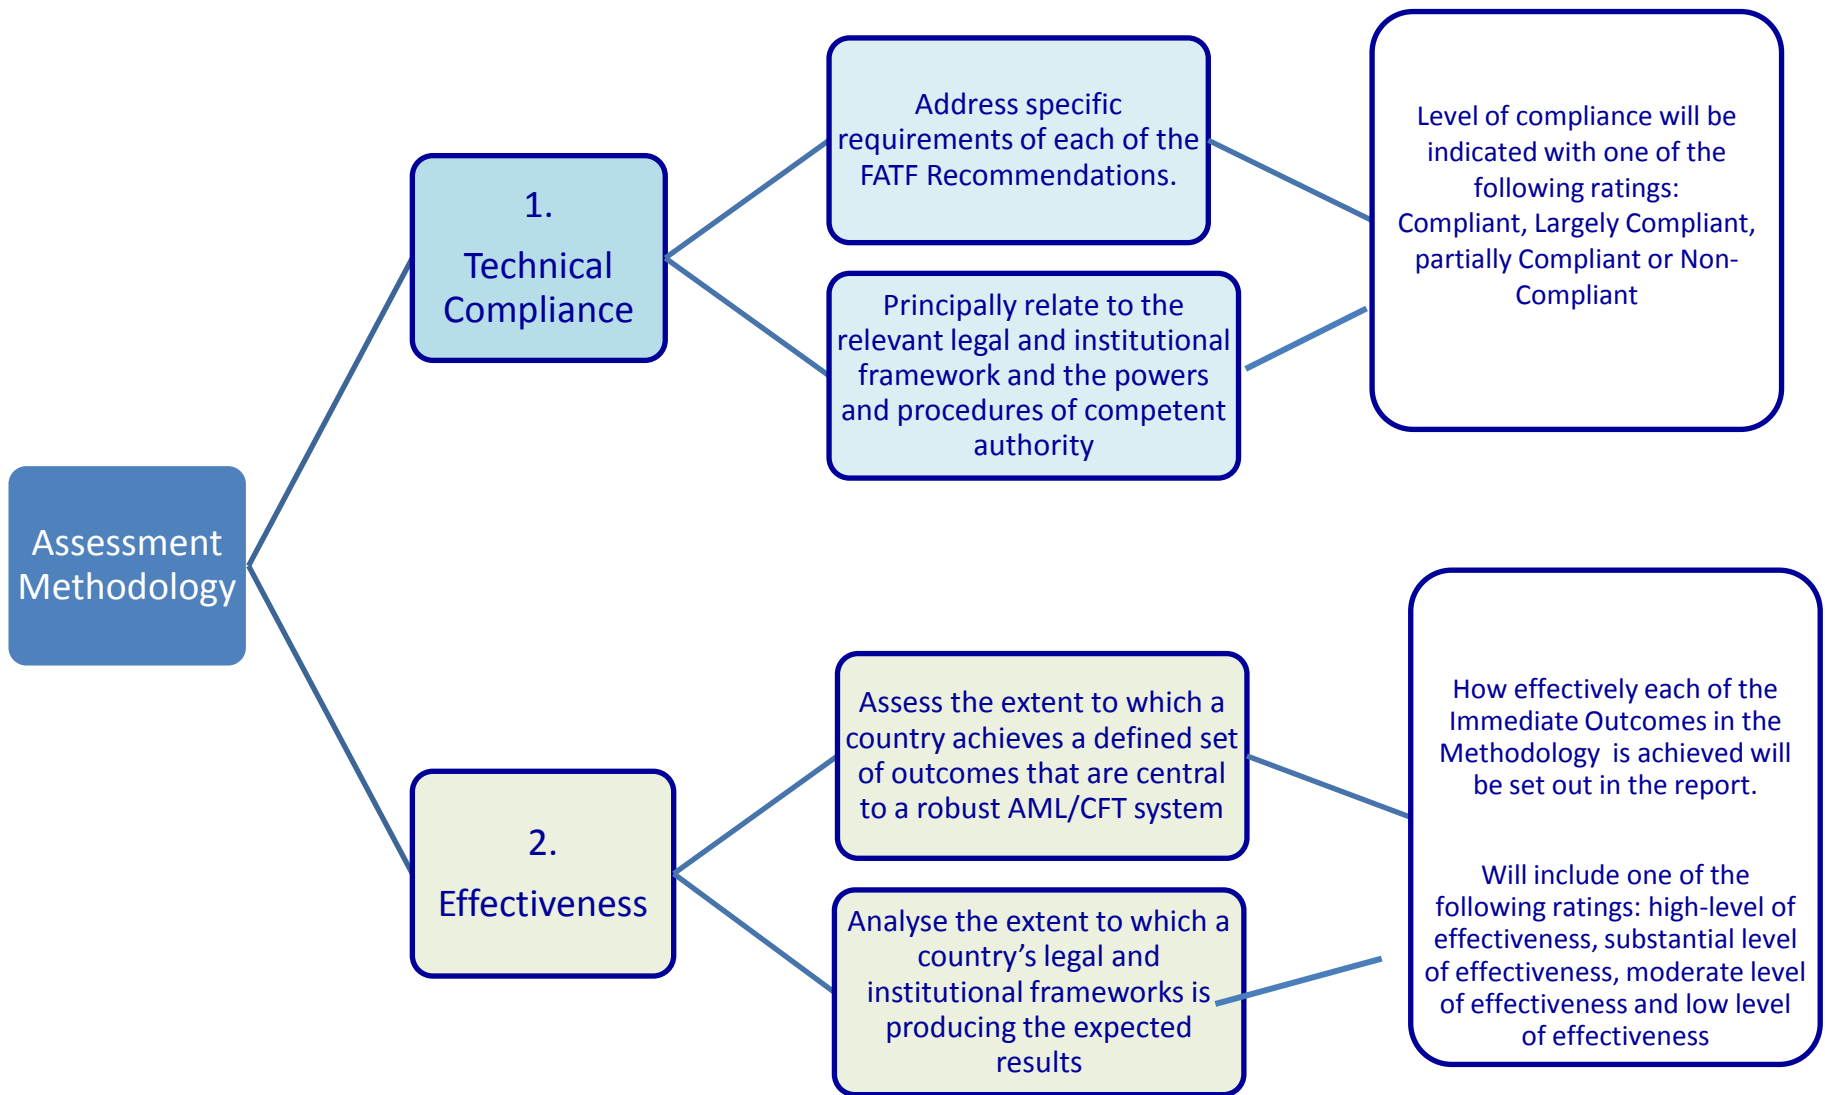 Assessment
Methodology
1.
Technical
Compliance
Address specific
requirements of each of the
FATF Recommendations.
Principally relate to the
relevant legal and institutional
framework and the powers
and procedures of competent
authority
Level of compliance will be
indicated with one of the
following ratings:
Compliant, Largely Compliant,
partially Compliant or Non-
Compliant
2.
Effectiveness
Assess the extent to which a
country achieves a defined set
of outcomes that are central
to a robust AML/CFT system
Analyse the extent to which a
country’s legal and
institutional frameworks is
producing the expected
results
How effectively each of the
Immediate Outcomes in the
Methodology is achieved will
be set out in the report.
Will include one of the
following ratings: high-level of
effectiveness, substantial level
of effectiveness, moderate level
of effectiveness and low level
of effectiveness